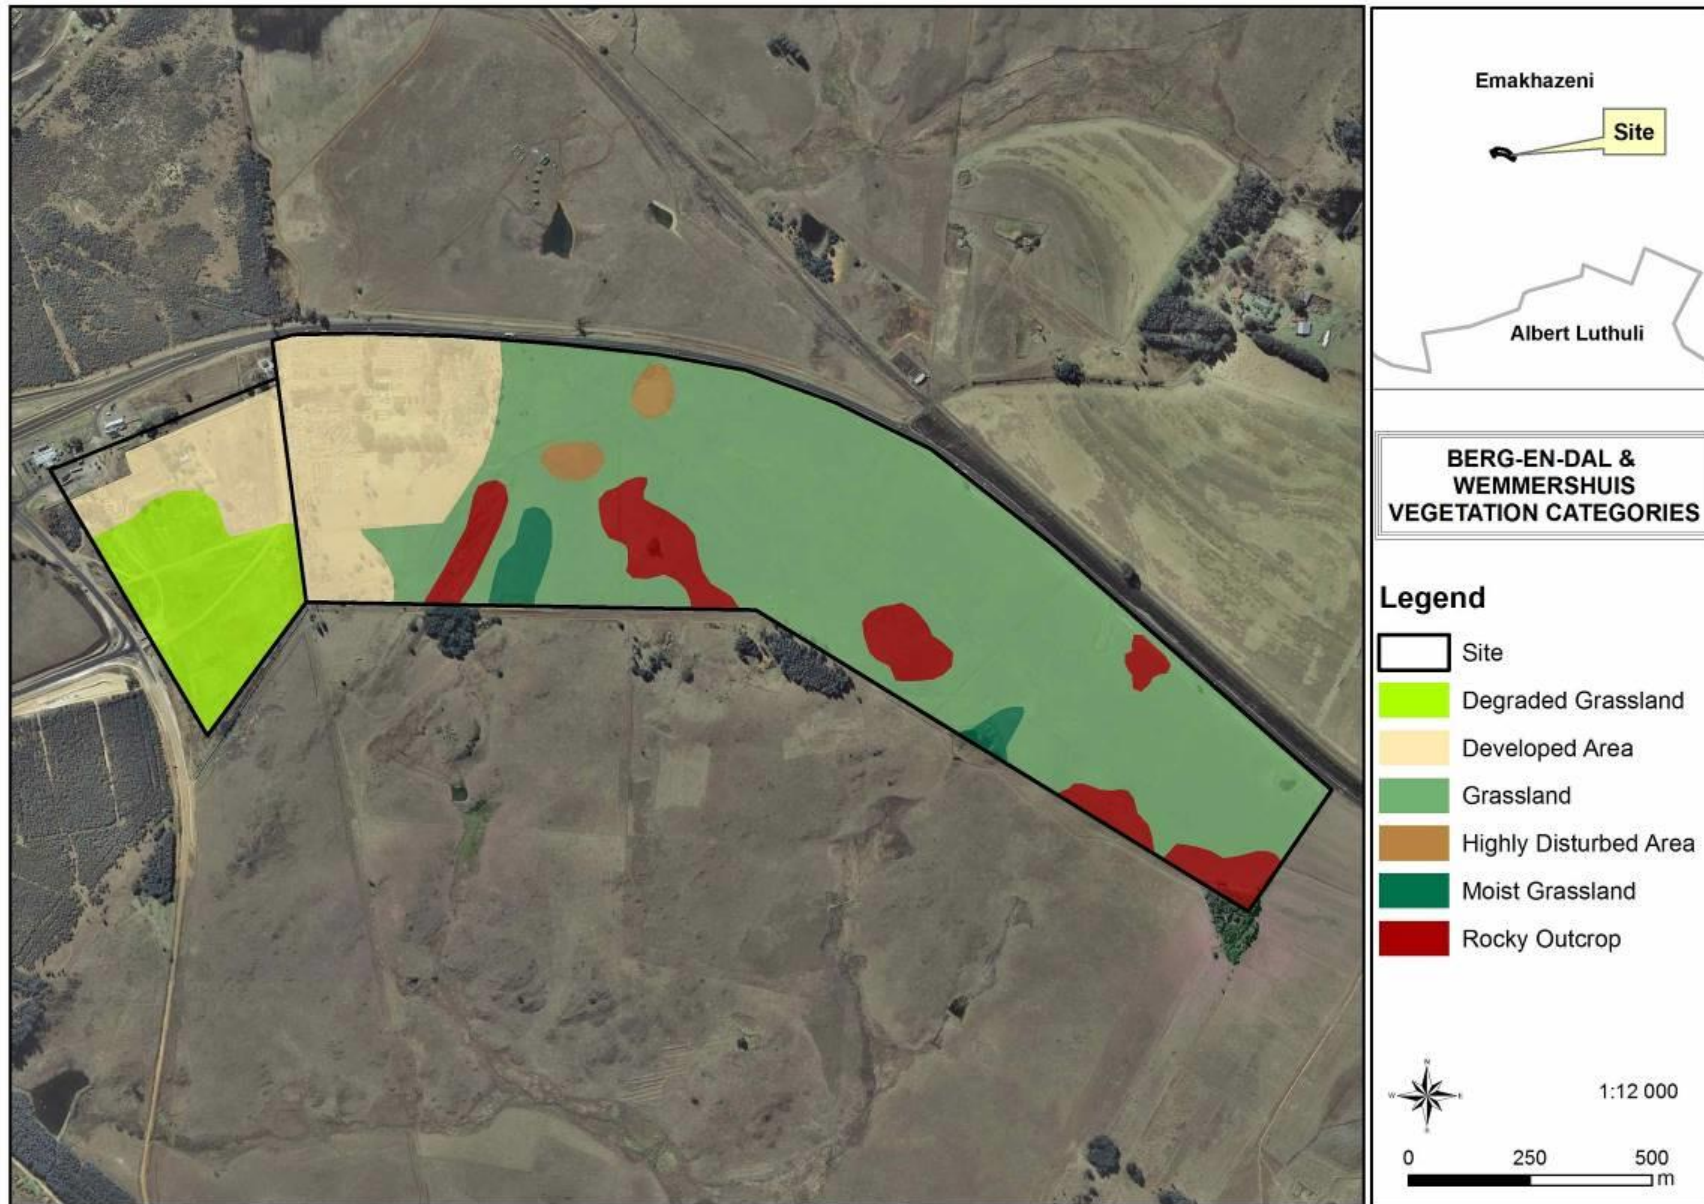 Emakhazeni
Site
Albert Luthuli
BERG-EN-DAL &
WEMMERSHUIS
VEGETATION CATEGORIES
Legend
Site
Degraded Grassland
Developed Area
Grassland
Highly Disturbed Area
Moist Grassland
Rocky Outcrop
N
W E
S
1:12 000
0 250 500
m